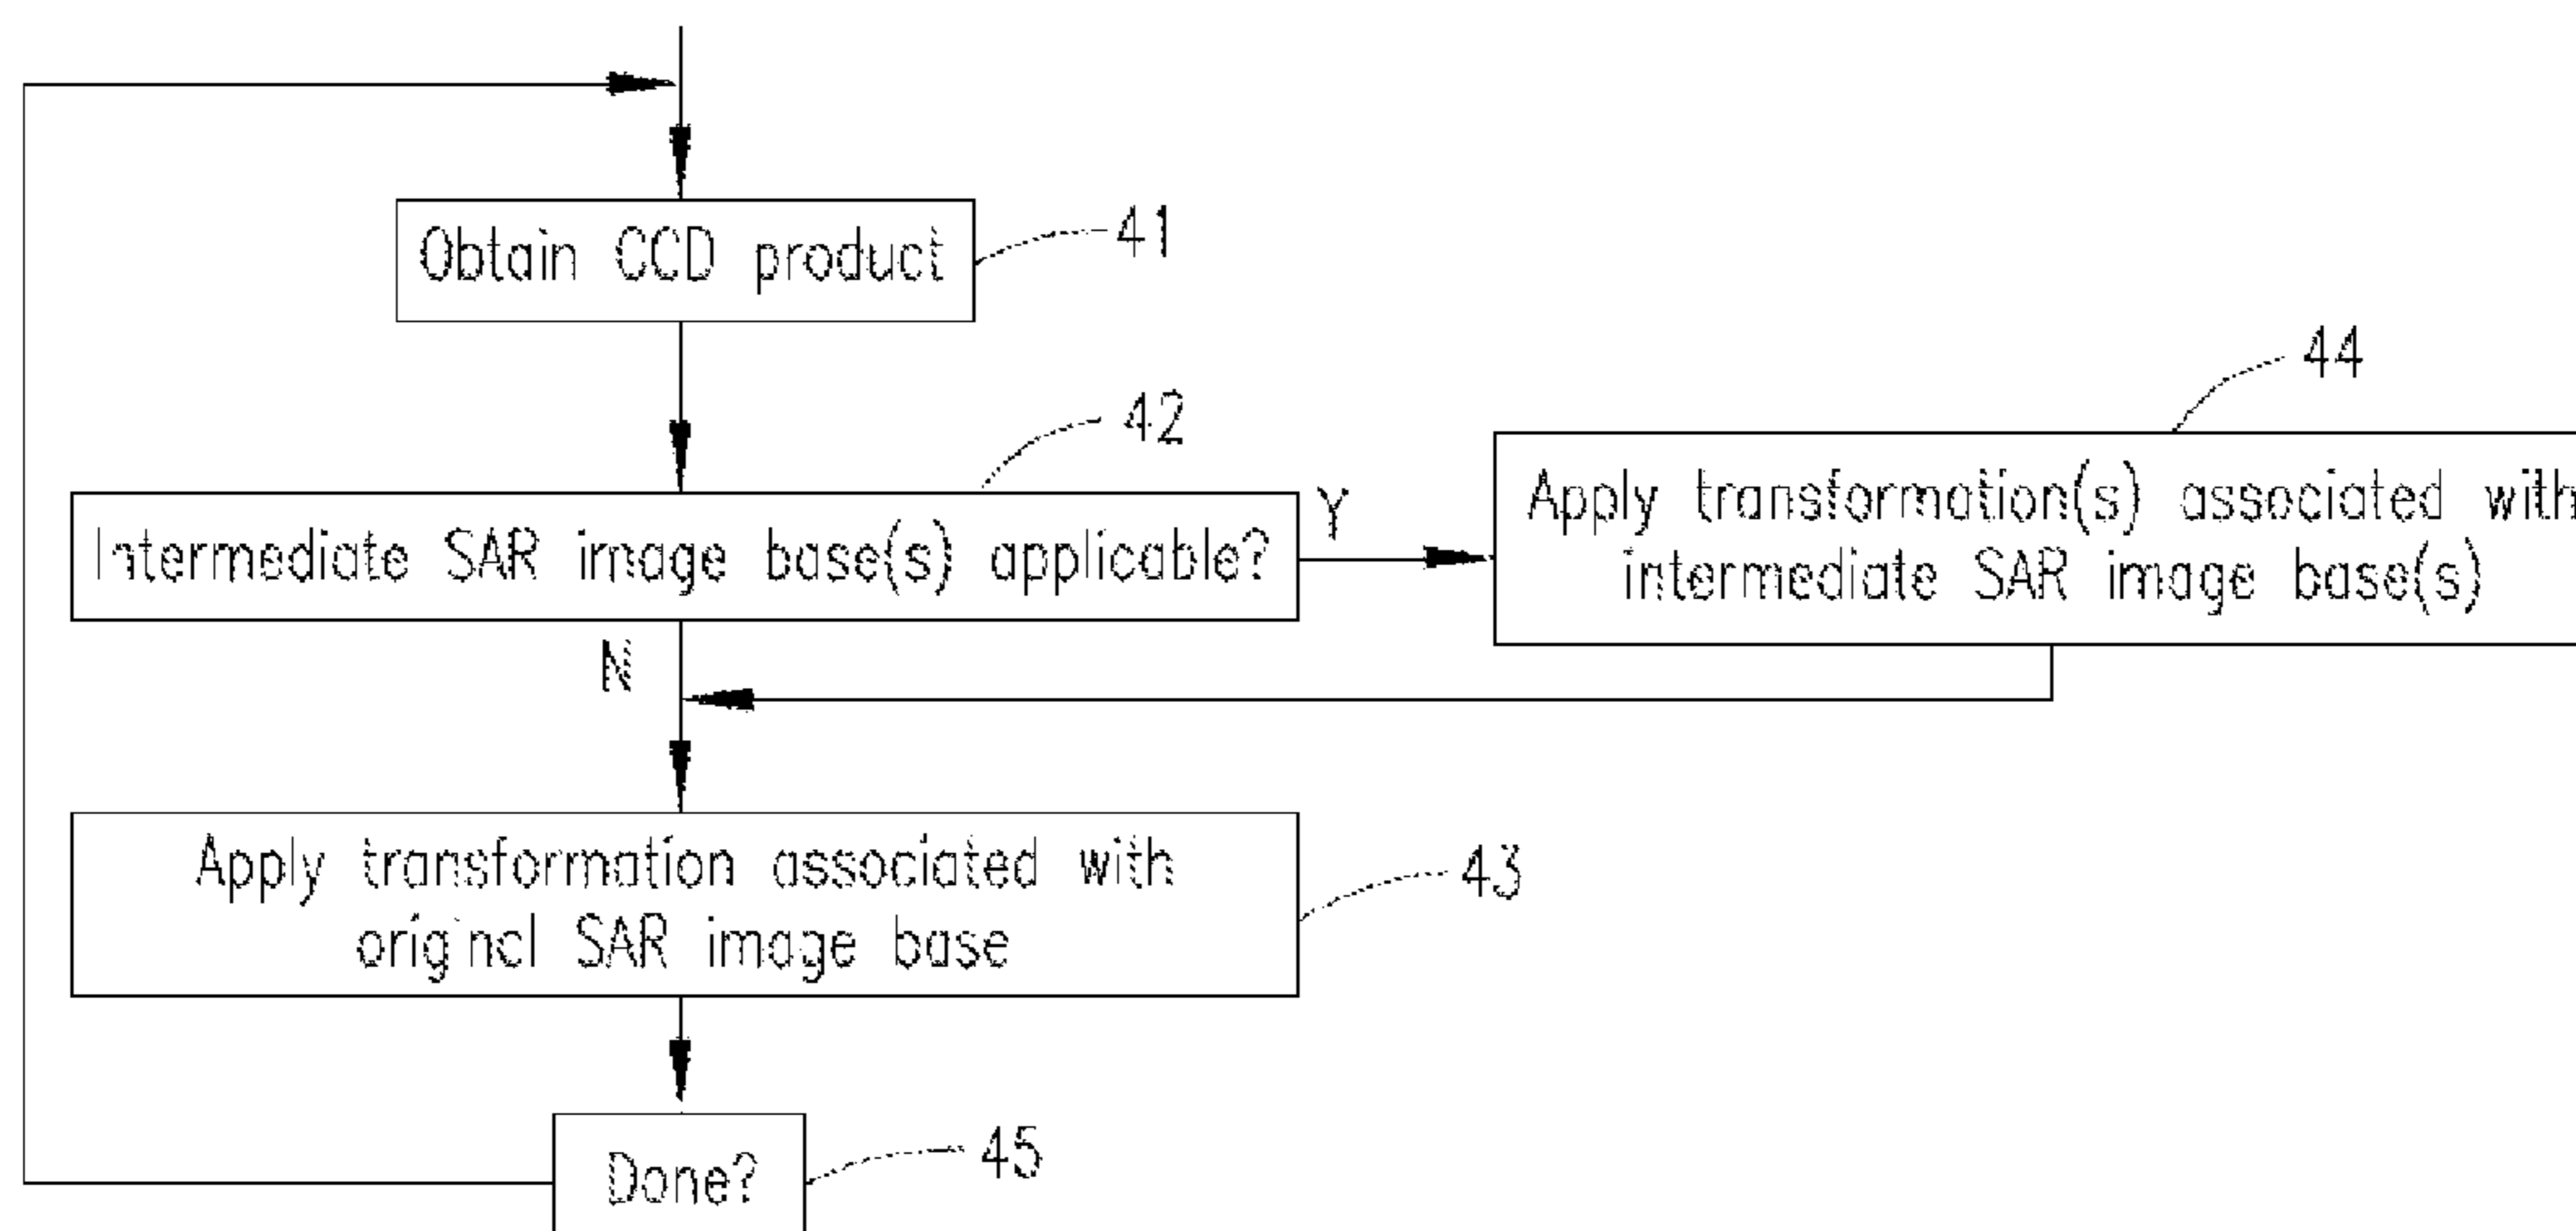 Obtain CCD product
41
42
44
Intermediate SAR image base(s) applicable?
Y
Apply transformation(s) associated with
intermediate SAR image base(s)
N
Apply transformation associated with
original SAR image base
43
Done?
45